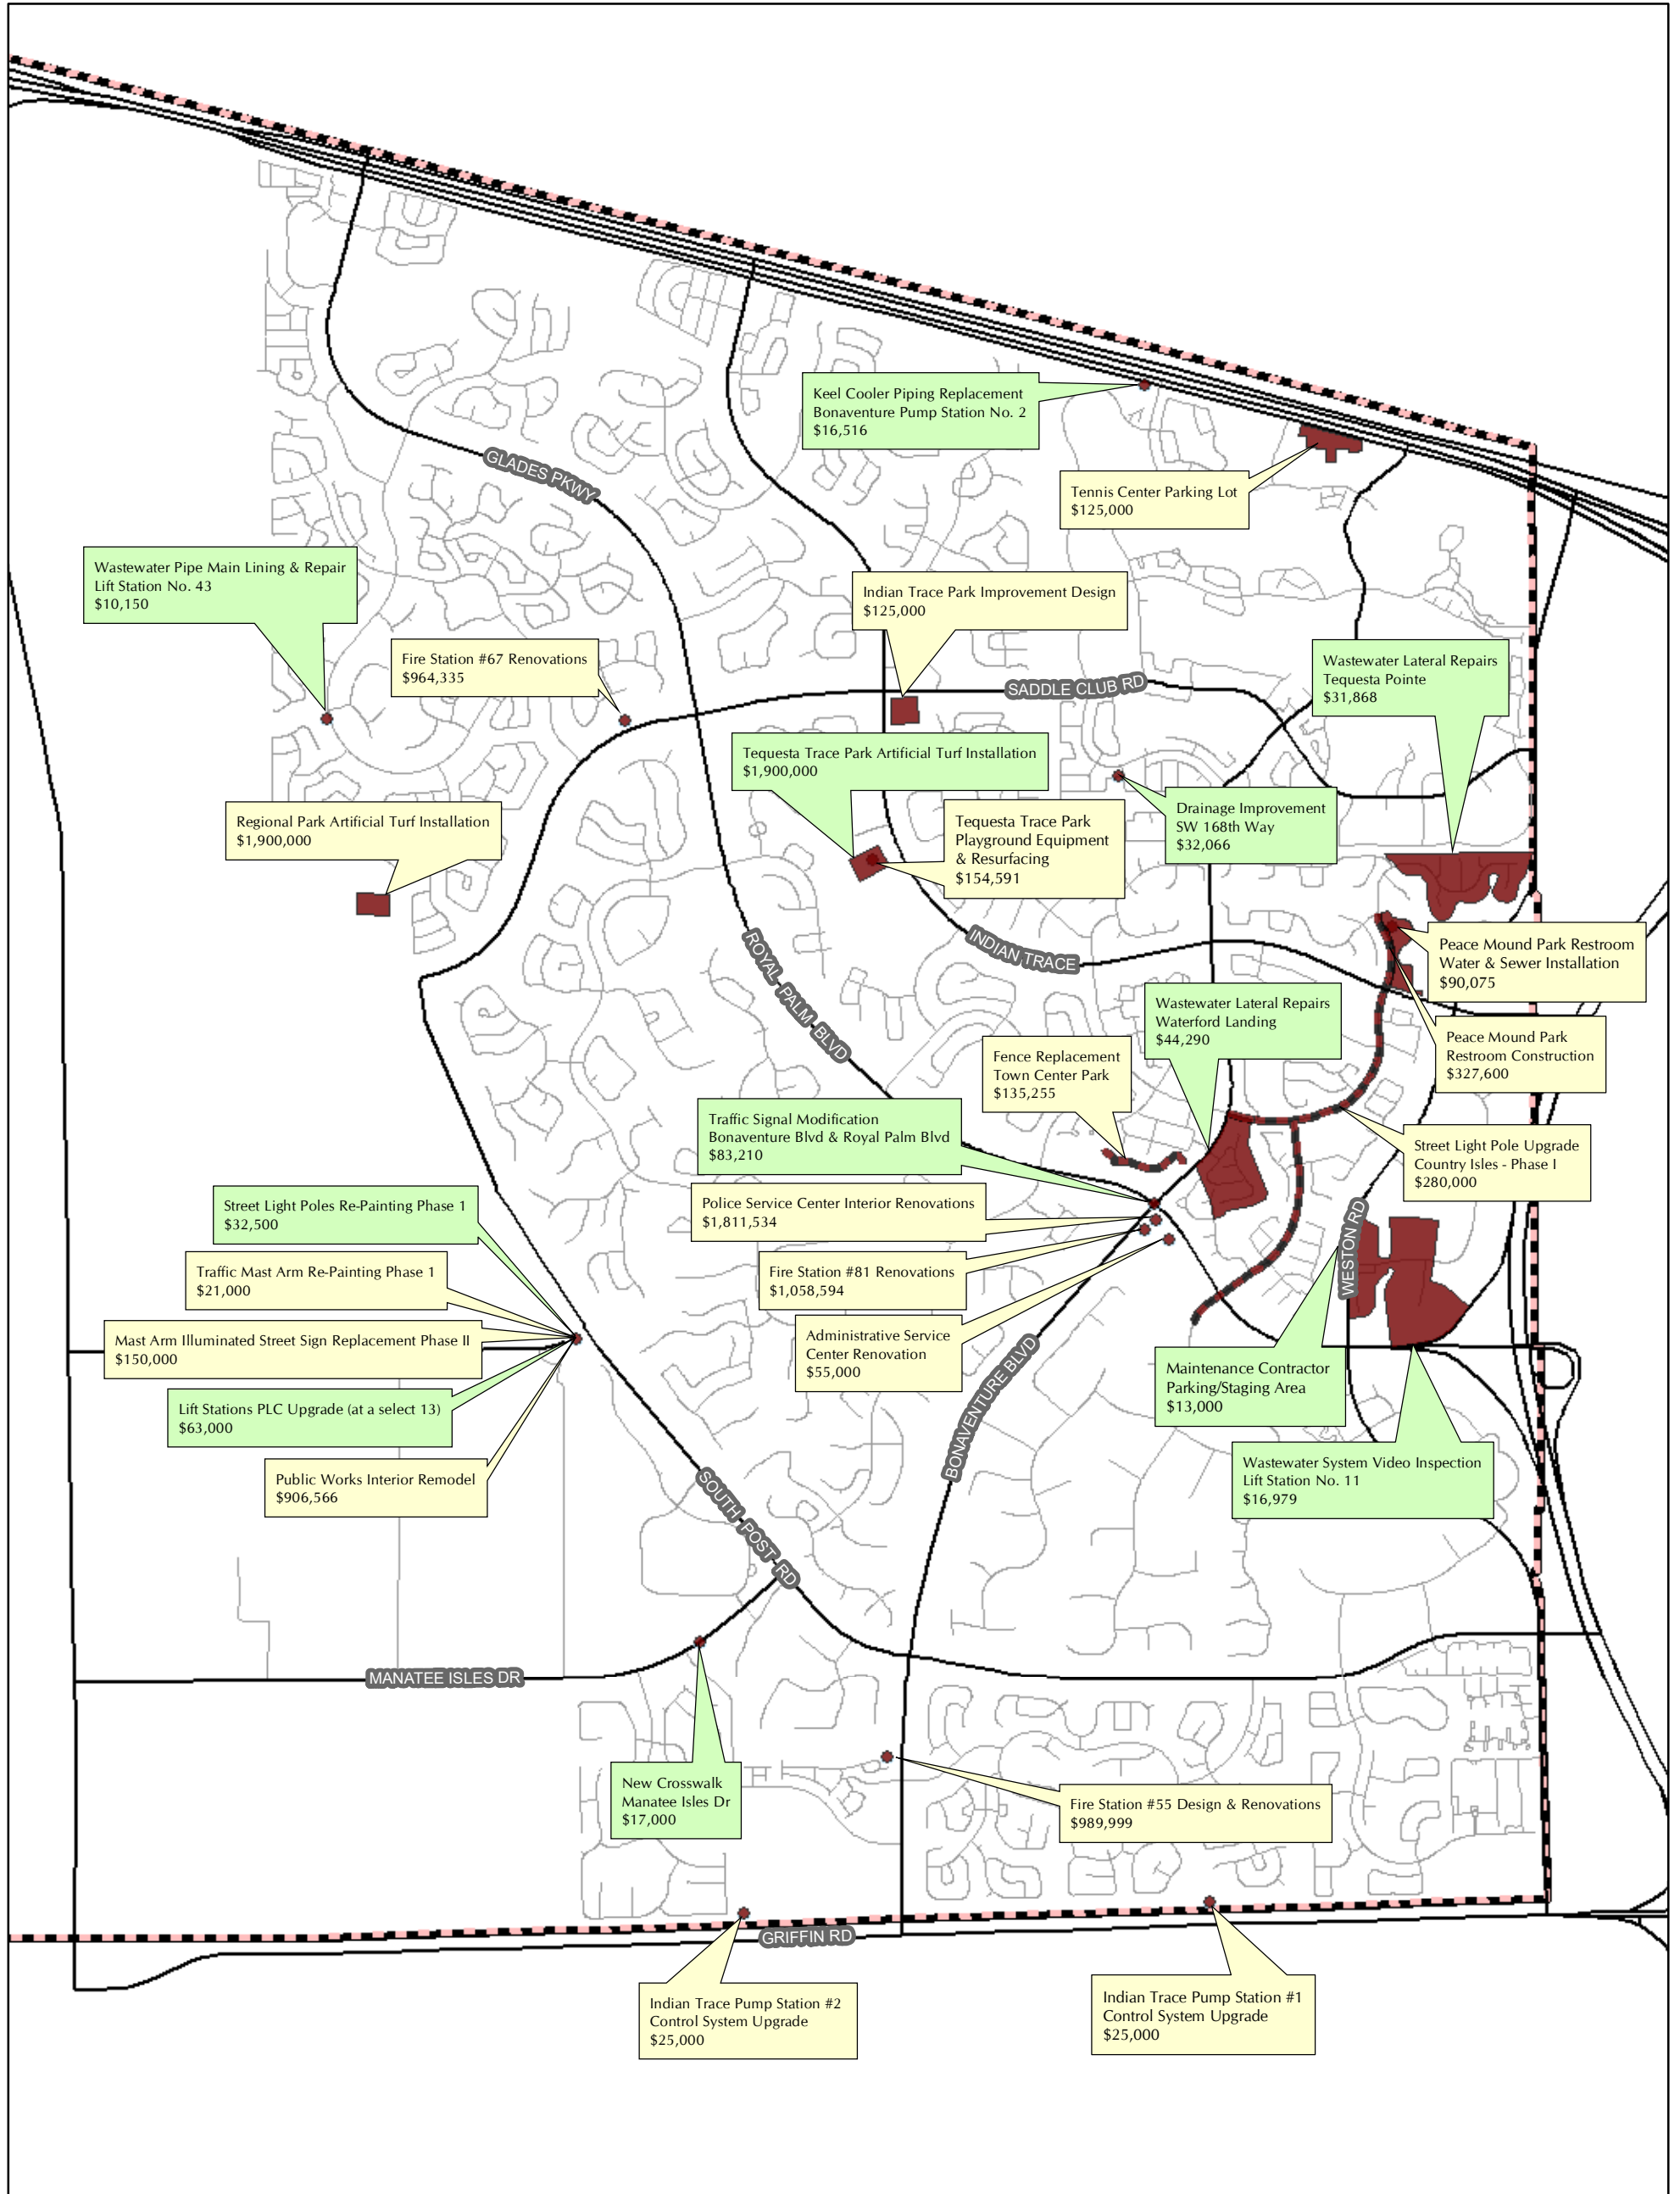 Keel Cooler Piping Replacement
Bonaventure Pump Station No. 2
$16,516
GLADES PKWY
Tennis Center Parking Lot
$125,000
Wastewater Pipe Main Lining & Repair
Lift Station No. 43
$10,150
Indian Trace Park Improvement Design
$125,000
Fire Station #67 Renovations
$964,335
Wastewater Lateral Repairs
Tequesta Pointe
$31,868
SADDLE CLUB RD
Tequesta Trace Park Artificial Turf Installation
$1,900,000
Regional Park Artificial Turf Installation
$1,900,000
Tequesta Trace Park
Playground Equipment
& Resurfacing
$154,591
Drainage Improvement
SW 168th Way
$32,066
INDIAN TRACE
ROYAL PALM BLVD
Peace Mound Park Restroom
Water & Sewer Installation
$90,075
Wastewater Lateral Repairs
Waterford Landing
$44,290
Peace Mound Park
Restroom Construction
$327,600
Fence Replacement
Town Center Park
$135,255
Traffic Signal Modification
Bonaventure Blvd & Royal Palm Blvd
$83,210
Street Light Pole Upgrade
Country Isles - Phase I
$280,000
Police Service Center Interior Renovations
$1,811,534
Street Light Poles Re-Painting Phase 1
$32,500
WESTON RD
Fire Station #81 Renovations
$1,058,594
Traffic Mast Arm Re-Painting Phase 1
$21,000
Administrative Service
Center Renovation
$55,000
Mast Arm Illuminated Street Sign Replacement Phase II
$150,000
Maintenance Contractor
Parking/Staging Area
$13,000
Lift Stations PLC Upgrade (at a select 13)
$63,000
BONAVENTURE BLVD
Wastewater System Video Inspection
Lift Station No. 11
$16,979
Public Works Interior Remodel
$906,566
SOUTH POST RD
MANATEE ISLES DR
New Crosswalk
Manatee Isles Dr
$17,000
Fire Station #55 Design & Renovations
$989,999
GRIFFIN RD
Indian Trace Pump Station #2
Control System Upgrade
$25,000
Indian Trace Pump Station #1
Control System Upgrade
$25,000